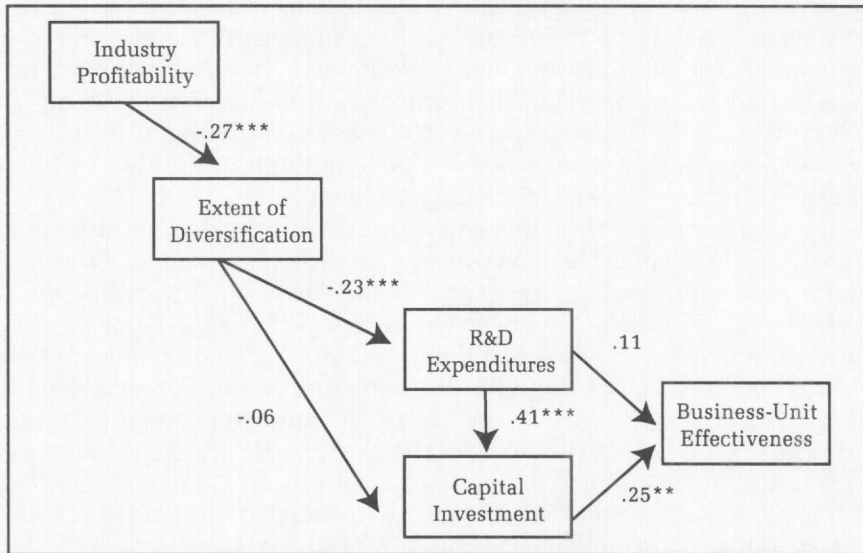 Industry
Profitability
-.27***
Extent of
Diversification
-.23***
R&D
Expenditures
.11
-.06
.41***
Business-Unit
Effectiveness
Capital
Investment
.25**